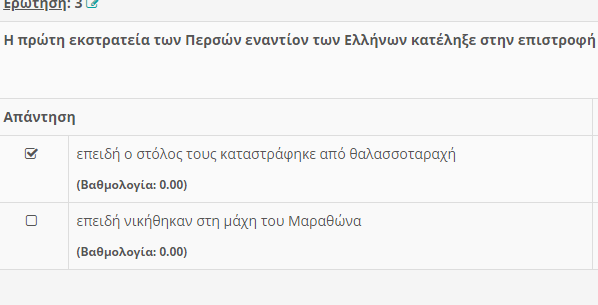 Ερώτηση: 3
Η πρώτη εκστρατεία των Περσών εναντίον των Ελλήνων κατέληξε στην επιστροφή
Απάντηση
επειδή ο στόλος τους καταστράφηκε από θαλασσοταραχή
(Βαθμολογία: 0.00)
επειδή νικήθηκαν στη μάχη του Μαραθώνα
(Βαθμολογία: 0.00)